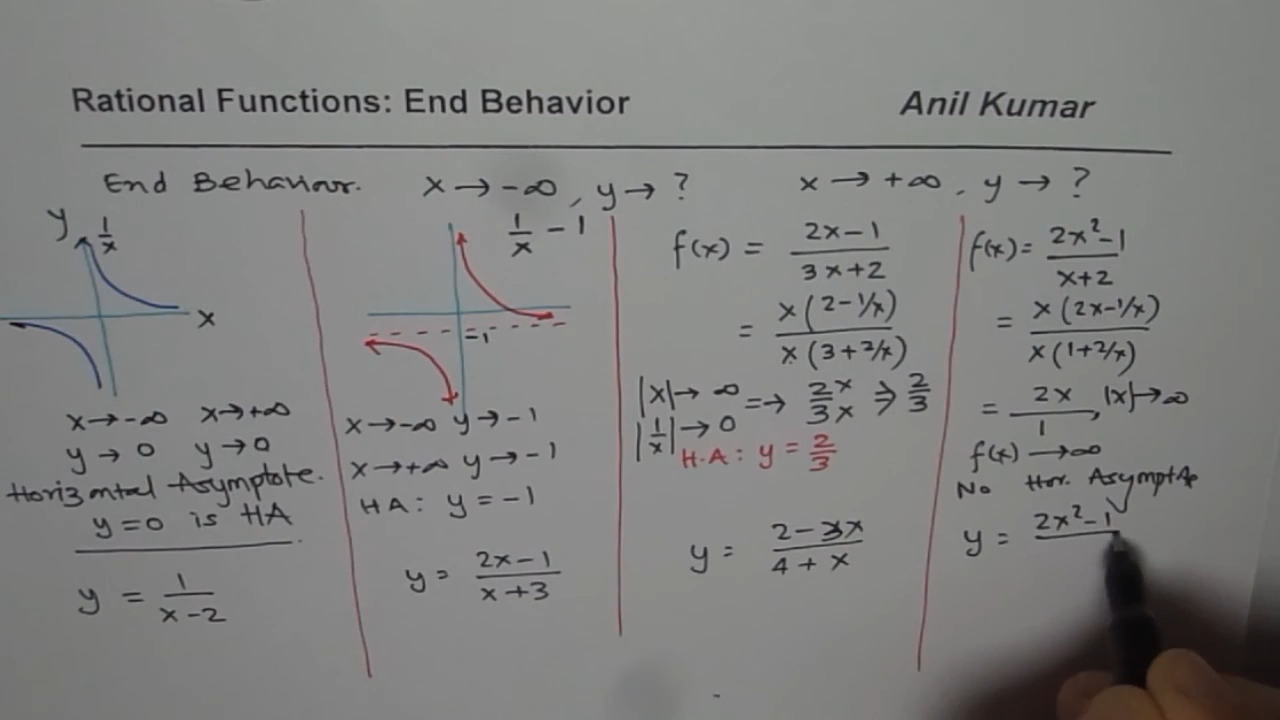 Rational Functions: End Behavior
Anil Kumar
End Behaviour. x → -∞, y → ? x → +∞, y → ?
y
1/x
x
x → -∞ x → +∞
y → 0 y → 0
Horizontal Asymptote.
y = 0 is HA
y = 1/(x-2)
1/x - 1
-1
x → -∞ y → -1
x → +∞ y → -1
HA: y = -1
y = (2x-1)/(x+3)
f(x) = (2x-1)/(3x+2)
= x(2-1/x)/x(3+2/x)
|x| → ∞ ⇒ 2x/3x ⇒ 2/3
|1/x| → 0
H.A: y = 2/3
y = (2-3x)/(4+x)
f(x) = (2x²-1)/(x+2)
= x(2x-1/x)/x(1+2/x)
= 2x/1, |x| → ∞
f(x) → ∞
No Hor. Asymptote
y = 2x²-1